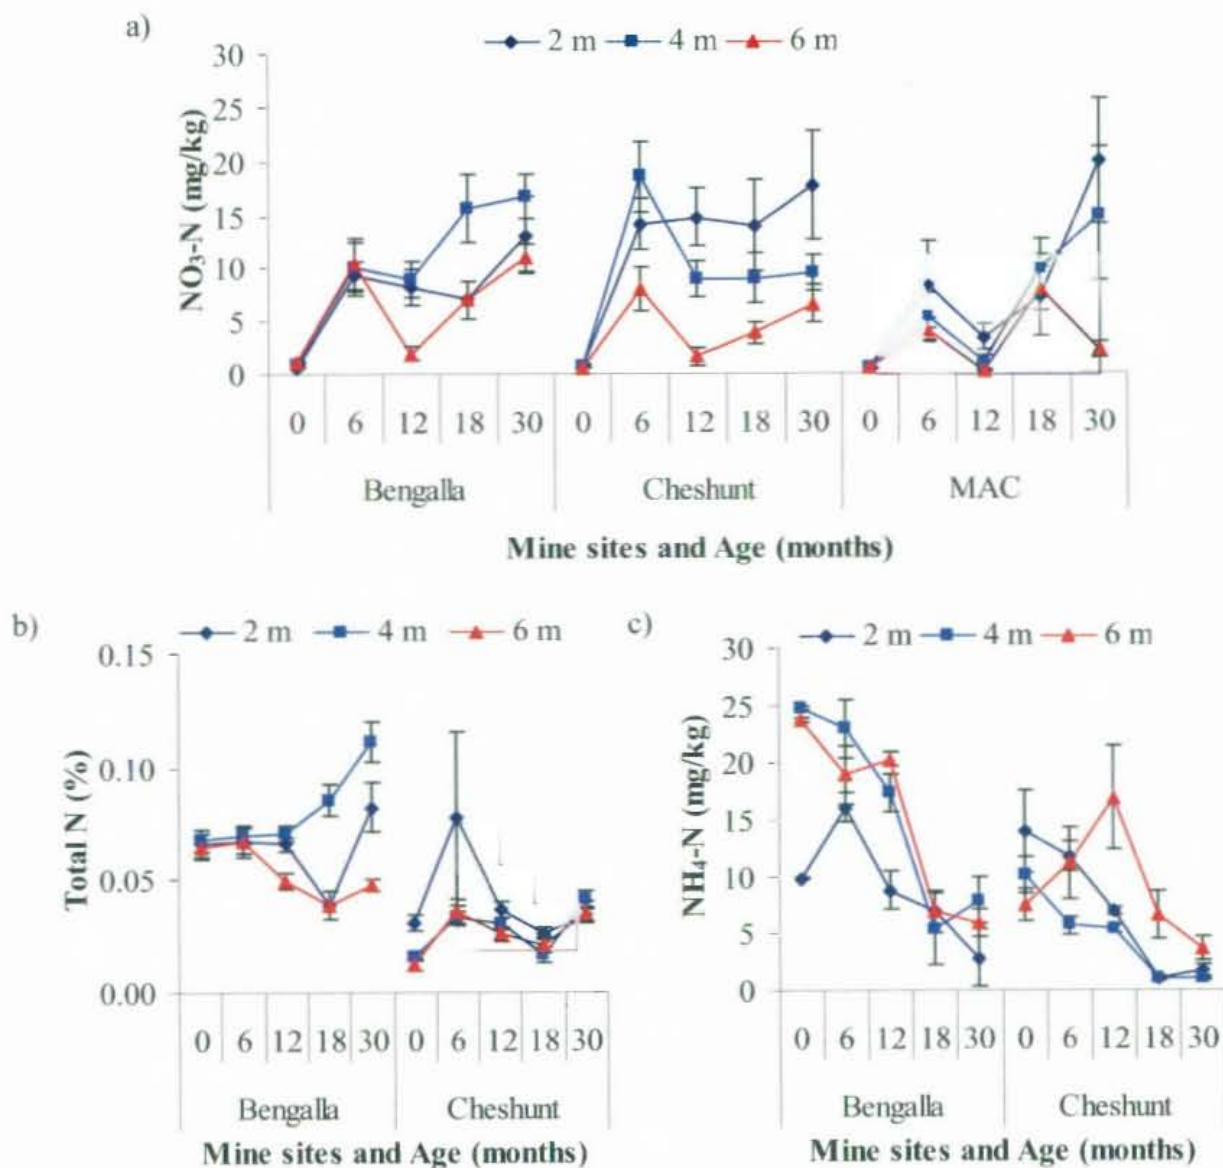 a)
2 m 4 m 6 m
30
25
20
15
10
5
0
NO₃-N (mg/kg)
0 6 12 18 30 0 6 12 18 30 0 6 12 18 30
Bengalla Cheshunt MAC
Mine sites and Age (months)
b)
2 m 4 m 6 m
0.15
0.10
0.05
0.00
Total N (%)
0 6 12 18 30 0 6 12 18 30
Bengalla Cheshunt
Mine sites and Age (months)
c)
2 m 4 m 6 m
30
25
20
15
10
5
0
NH₄-N (mg/kg)
0 6 12 18 30 0 6 12 18 30
Bengalla Cheshunt
Mine sites and Age (months)